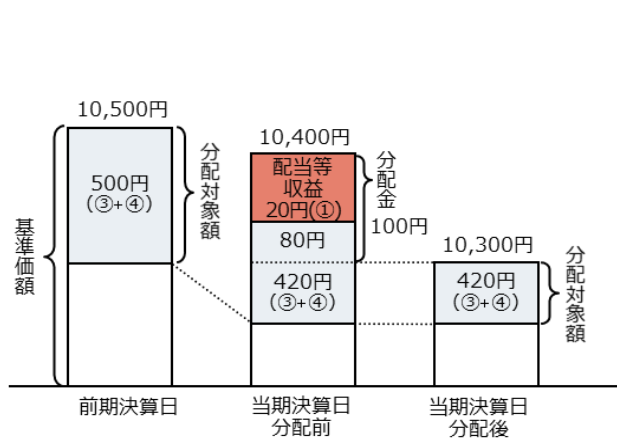 基準価額
10,500円
500円
(③+④)
分配対象額
前期決算日
10,400円
配当等
収益
20円(①)
80円
420円
(③+④)
分配金
100円
当期決算日
分配前
10,300円
420円
(③+④)
分配対象額
当期決算日
分配後